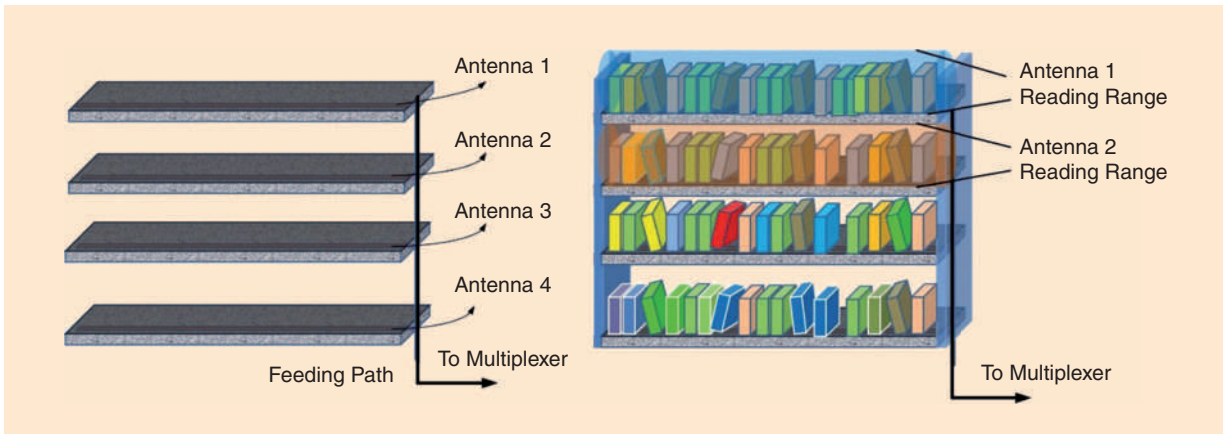 Antenna 1
Antenna 2
Antenna 3
Antenna 4
To Multiplexer
Feeding Path
Antenna 1
Reading Range
Antenna 2
Reading Range
To Multiplexer